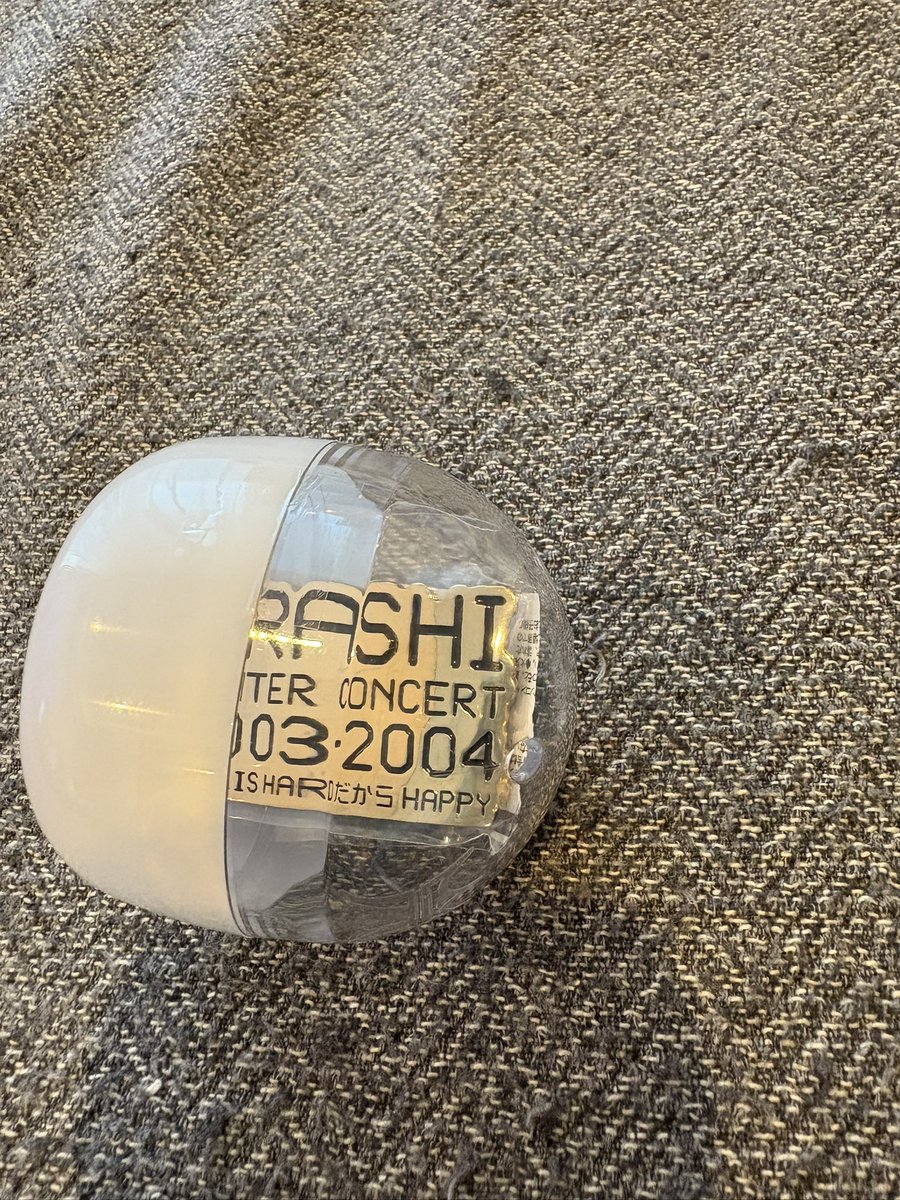 RASHI
TER CONCERT
003·2004
IS HARDだから HAPPY